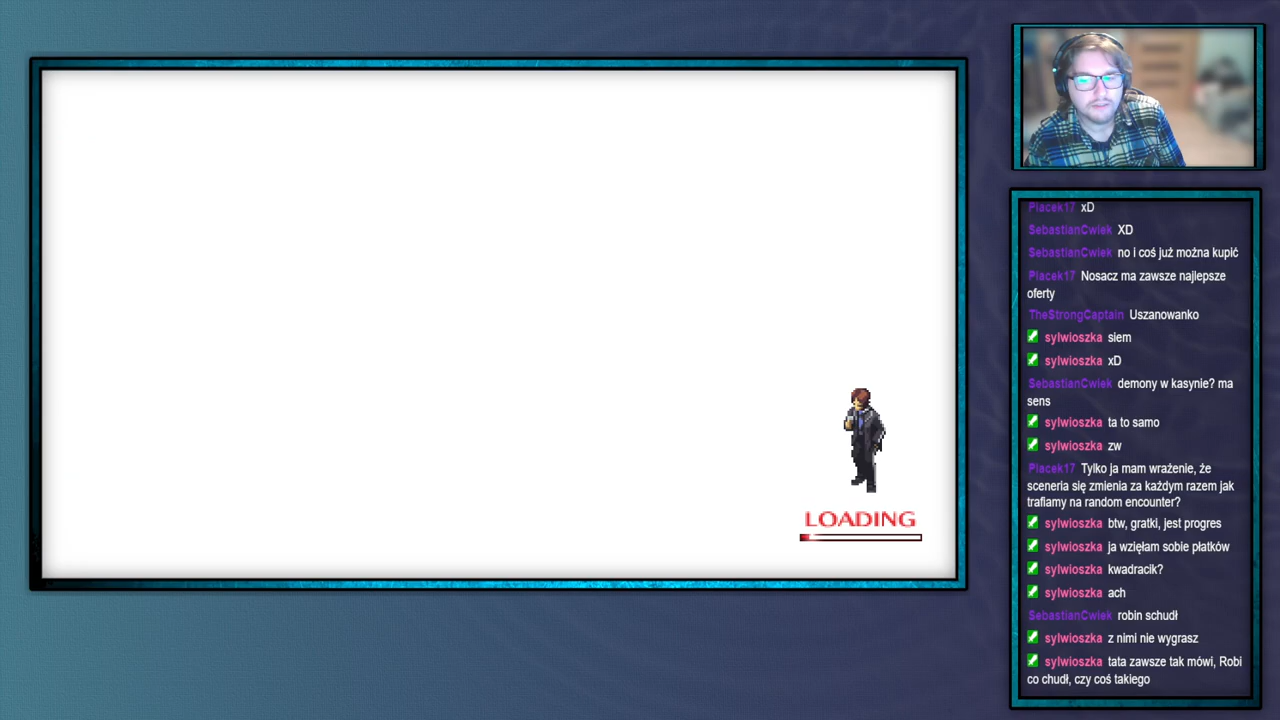 Placek17 xD
SebastianCwiek XD
SebastianCwiek no i coś już można kupić
Placek17 Nosacz ma zawsze najlepsze
oferty
TheStrongCaptain Uszanowanko
sylwioszka siem
sylwioszka xD
SebastianCwiek demony w kasynie? ma
sens
sylwioszka ta to samo
sylwioszka zw
Placek17 Tylko ja mam wrażenie, że
sceneria się zmienia za każdym razem jak
trafiamy na random encounter?
sylwioszka btw, gratki, jest progres
sylwioszka ja wzięłam sobie płatków
sylwioszka kwadracik?
sylwioszka ach
SebastianCwiek robin schudł
sylwioszka z nimi nie wygrasz
sylwioszka tata zawsze tak mówi, Robi
co chudł, czy coś takiego
LOADING